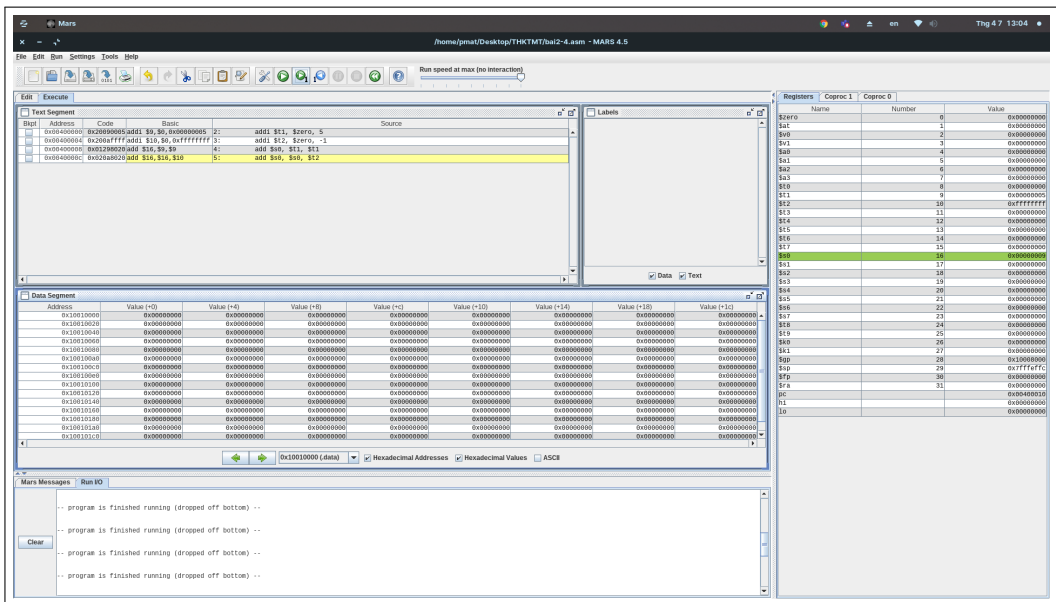 Mars
en
Thg 4 7 13:04
/home/pmat/Desktop/THKTMT/bai2-4.asm - MARS 4.5
File Edit Run Settings Tools Help
Run speed at max (no interaction)
Edit Execute
Text Segment
Bkpt Address Code Basic Source
0x00400000 0x20090005 addi $9,$0,0x00000005 2: addi $t1, $zero, 5
0x00400004 0x200affff addi $10,$0,0xffffffff 3: addi $t2, $zero, -1
0x00400008 0x01298020 add $16,$9,$9 4: add $s0, $t1, $t1
0x0040000c 0x020a8020 add $16,$16,$10 5: add $s0, $s0, $t2
Labels
Data Text
Data Segment
Address Value (+0) Value (+4) Value (+8) Value (+c) Value (+10) Value (+14) Value (+18) Value (+1c)
0x10010000 0x00000000 0x00000000 0x00000000 0x00000000 0x00000000 0x00000000 0x00000000 0x00000000
0x10010020 0x00000000 0x00000000 0x00000000 0x00000000 0x00000000 0x00000000 0x00000000 0x00000000
0x10010040 0x00000000 0x00000000 0x00000000 0x00000000 0x00000000 0x00000000 0x00000000 0x00000000
0x10010060 0x00000000 0x00000000 0x00000000 0x00000000 0x00000000 0x00000000 0x00000000 0x00000000
0x10010080 0x00000000 0x00000000 0x00000000 0x00000000 0x00000000 0x00000000 0x00000000 0x00000000
0x100100a0 0x00000000 0x00000000 0x00000000 0x00000000 0x00000000 0x00000000 0x00000000 0x00000000
0x100100c0 0x00000000 0x00000000 0x00000000 0x00000000 0x00000000 0x00000000 0x00000000 0x00000000
0x100100e0 0x00000000 0x00000000 0x00000000 0x00000000 0x00000000 0x00000000 0x00000000 0x00000000
0x10010100 0x00000000 0x00000000 0x00000000 0x00000000 0x00000000 0x00000000 0x00000000 0x00000000
0x10010120 0x00000000 0x00000000 0x00000000 0x00000000 0x00000000 0x00000000 0x00000000 0x00000000
0x10010140 0x00000000 0x00000000 0x00000000 0x00000000 0x00000000 0x00000000 0x00000000 0x00000000
0x10010160 0x00000000 0x00000000 0x00000000 0x00000000 0x00000000 0x00000000 0x00000000 0x00000000
0x10010180 0x00000000 0x00000000 0x00000000 0x00000000 0x00000000 0x00000000 0x00000000 0x00000000
0x100101a0 0x00000000 0x00000000 0x00000000 0x00000000 0x00000000 0x00000000 0x00000000 0x00000000
0x100101c0 0x00000000 0x00000000 0x00000000 0x00000000 0x00000000 0x00000000 0x00000000 0x00000000
0x10010000 (.data) Hexadecimal Addresses Hexadecimal Values ASCII
Mars Messages Run I/O
-- program is finished running (dropped off bottom) --
-- program is finished running (dropped off bottom) --
Clear
-- program is finished running (dropped off bottom) --
-- program is finished running (dropped off bottom) --
Registers Coproc 1 Coproc 0
Name Number Value
$zero 0 0x00000000
$at 1 0x00000000
$v0 2 0x00000000
$v1 3 0x00000000
$a0 4 0x00000000
$a1 5 0x00000000
$a2 6 0x00000000
$a3 7 0x00000000
$t0 8 0x00000000
$t1 9 0x00000005
$t2 10 0xffffffff
$t3 11 0x00000000
$t4 12 0x00000000
$t5 13 0x00000000
$t6 14 0x00000000
$t7 15 0x00000000
$s0 16 0x00000009
$s1 17 0x00000000
$s2 18 0x00000000
$s3 19 0x00000000
$s4 20 0x00000000
$s5 21 0x00000000
$s6 22 0x00000000
$s7 23 0x00000000
$t8 24 0x00000000
$t9 25 0x00000000
$k0 26 0x00000000
$k1 27 0x00000000
$gp 28 0x10008000
$sp 29 0x7fffeffc
$fp 30 0x00000000
$ra 31 0x00000000
pc 0x00400010
hi 0x00000000
lo 0x00000000